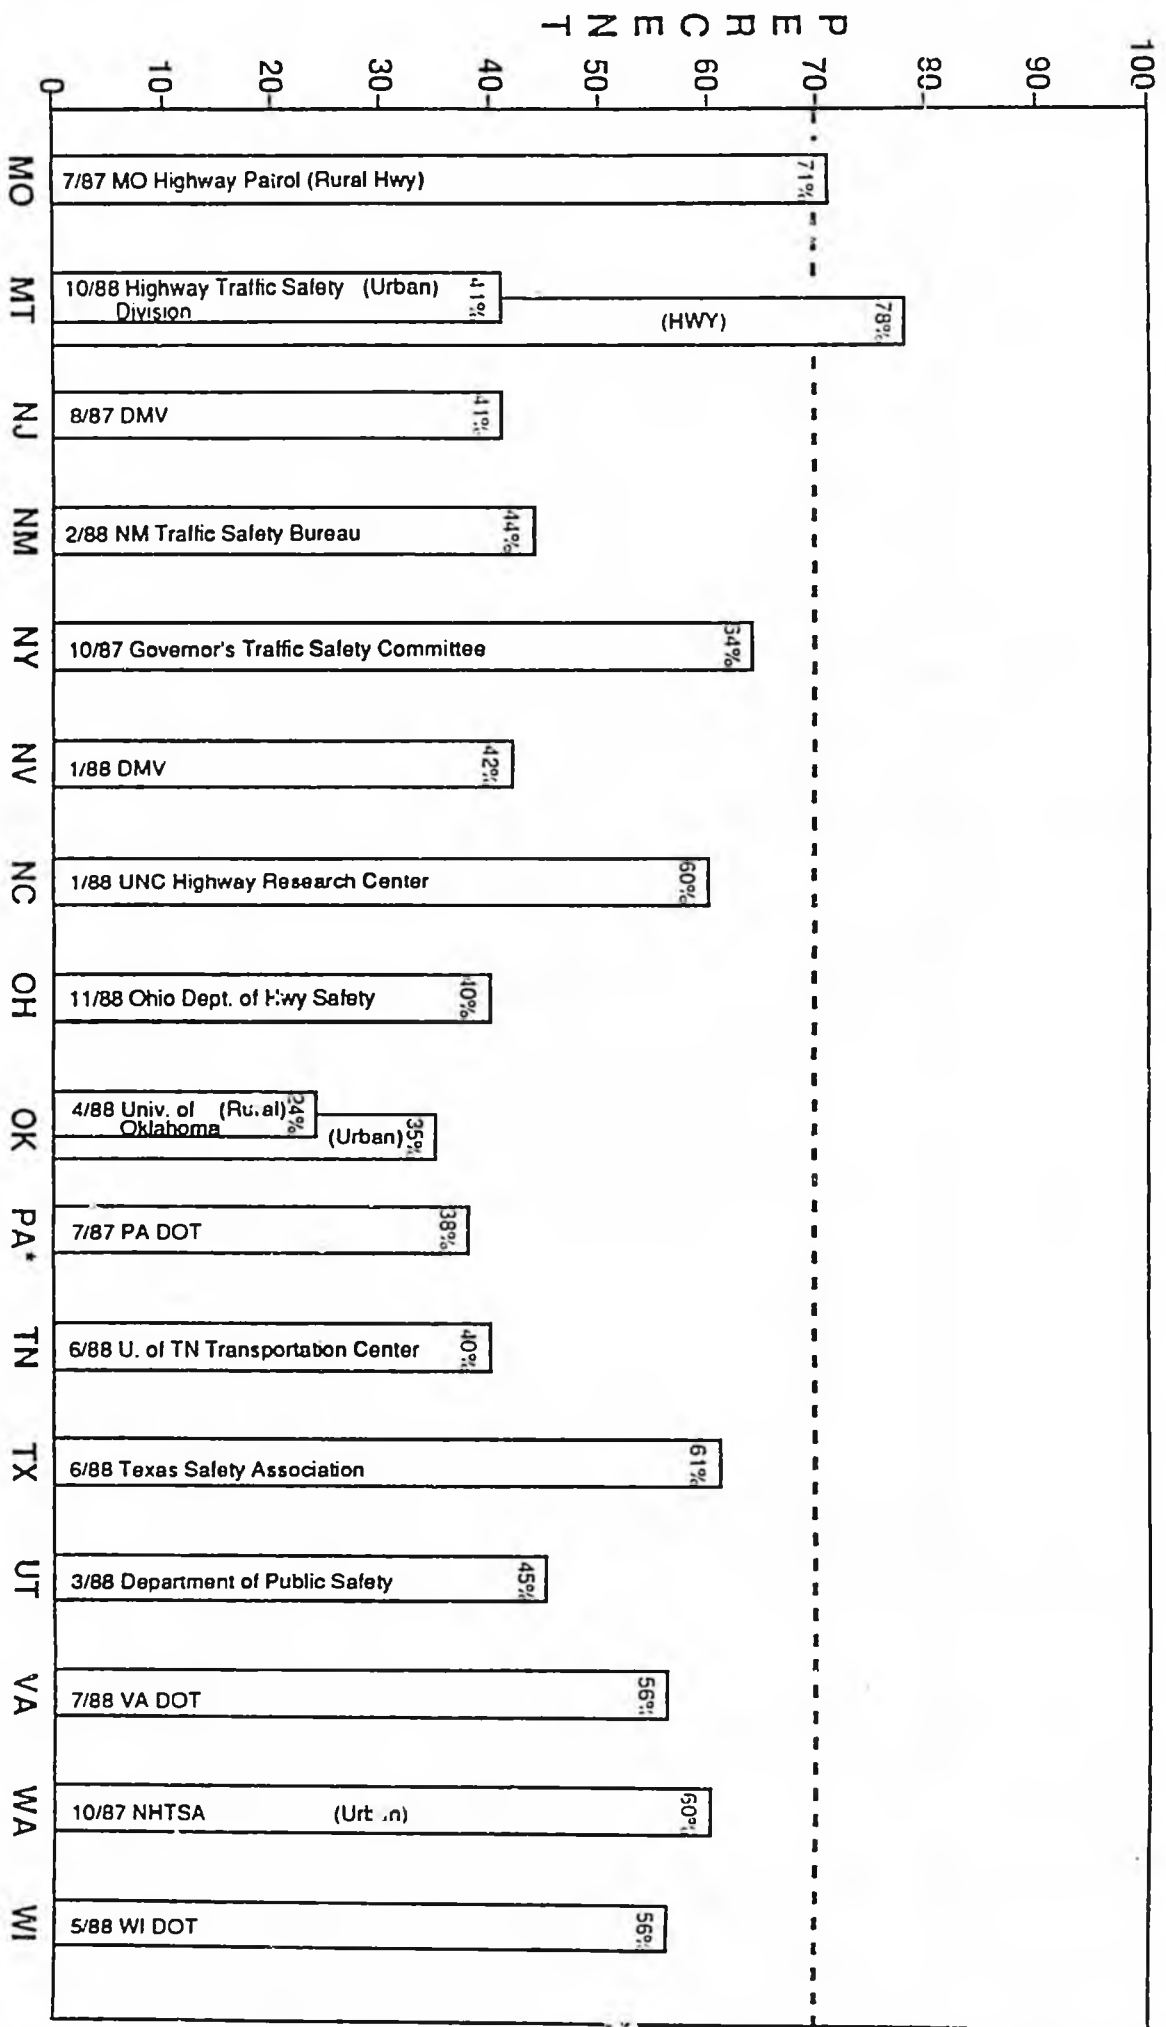 PERCENT
100
90
80
70
60
50
40
30
20
10
0
MO
7/87 MO Highway Patrol (Rural Hwy)
71%
MT
10/88 Highway Traffic Safety (Urban)
Division
41%
(HWY)
78%
NJ
8/87 DMV
41%
NM
2/88 NM Traffic Safety Bureau
44%
NY
10/87 Governor's Traffic Safety Committee
64%
NV
1/88 DMV
42%
NC
1/88 UNC Highway Research Center
60%
OH
11/88 Ohio Dept. of Hwy Safety
40%
OK
4/88 Univ. of (Rural)
Oklahoma
24%
(Urban)
35%
PA*
7/87 PA DOT
38%
TN
6/88 U. of TN Transportation Center
40%
TX
6/88 Texas Safety Association
61%
UT
3/88 Department of Public Safety
45%
VA
7/88 VA DOT
56%
WA
10/87 NHTSA (Urban)
60%
WI
5/88 WI DOT
56%